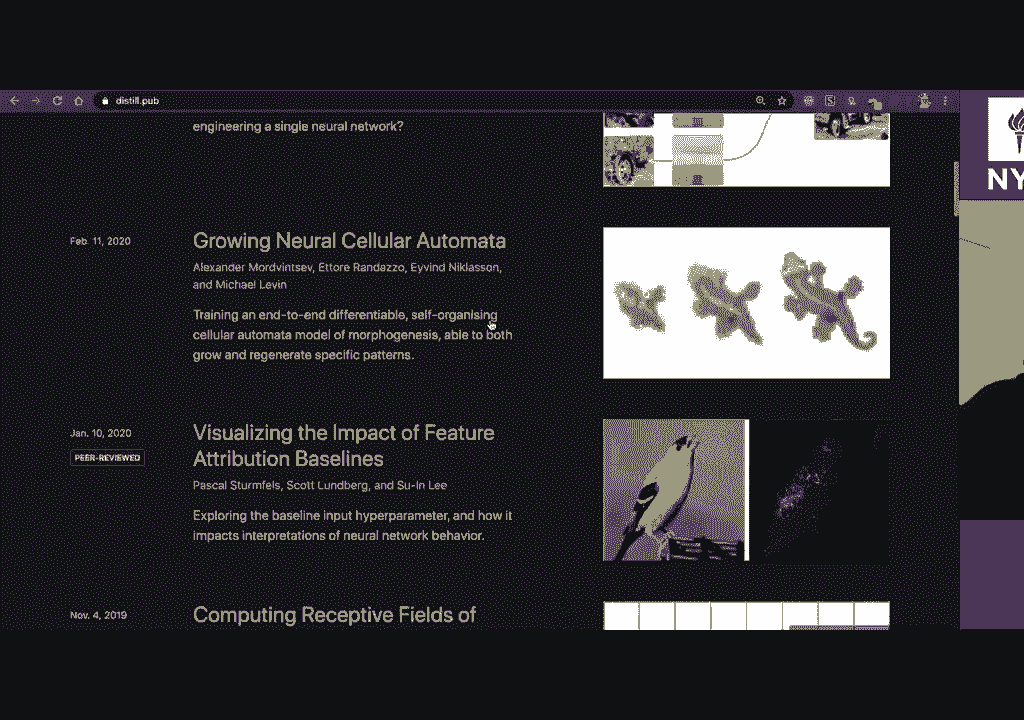 distill.pub
NY
engineering a single neural network?
Feb. 11, 2020
Growing Neural Cellular Automata
Alexander Mordvintsev, Ettore Randazzo, Eyvind Niklasson,
and Michael Levin
Training an end-to-end differentiable, self-organising
cellular automata model of morphogenesis, able to both
grow and regenerate specific patterns.
Jan. 10, 2020
PEER-REVIEWED
Visualizing the Impact of Feature
Attribution Baselines
Pascal Sturmfels, Scott Lundberg, and Su-In Lee
Exploring the baseline input hyperparameter, and how it
impacts interpretations of neural network behavior.
Nov. 4, 2019
Computing Receptive Fields of